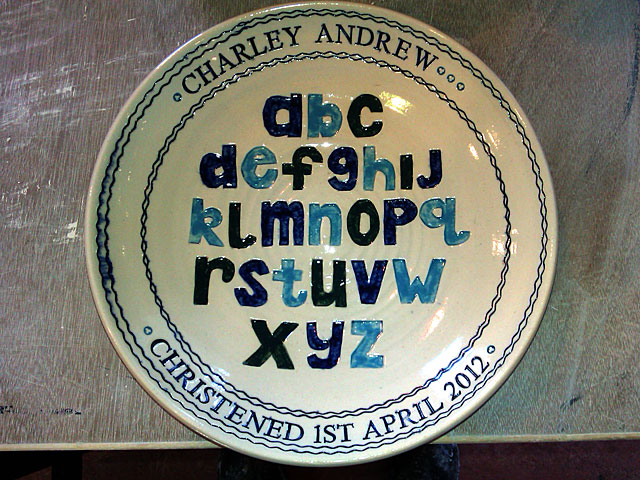 CHARLEY ANDREW...
abc
defghij
klmnopq
rstuvw
xyz
CHRISTENED 1ST APRIL 2012